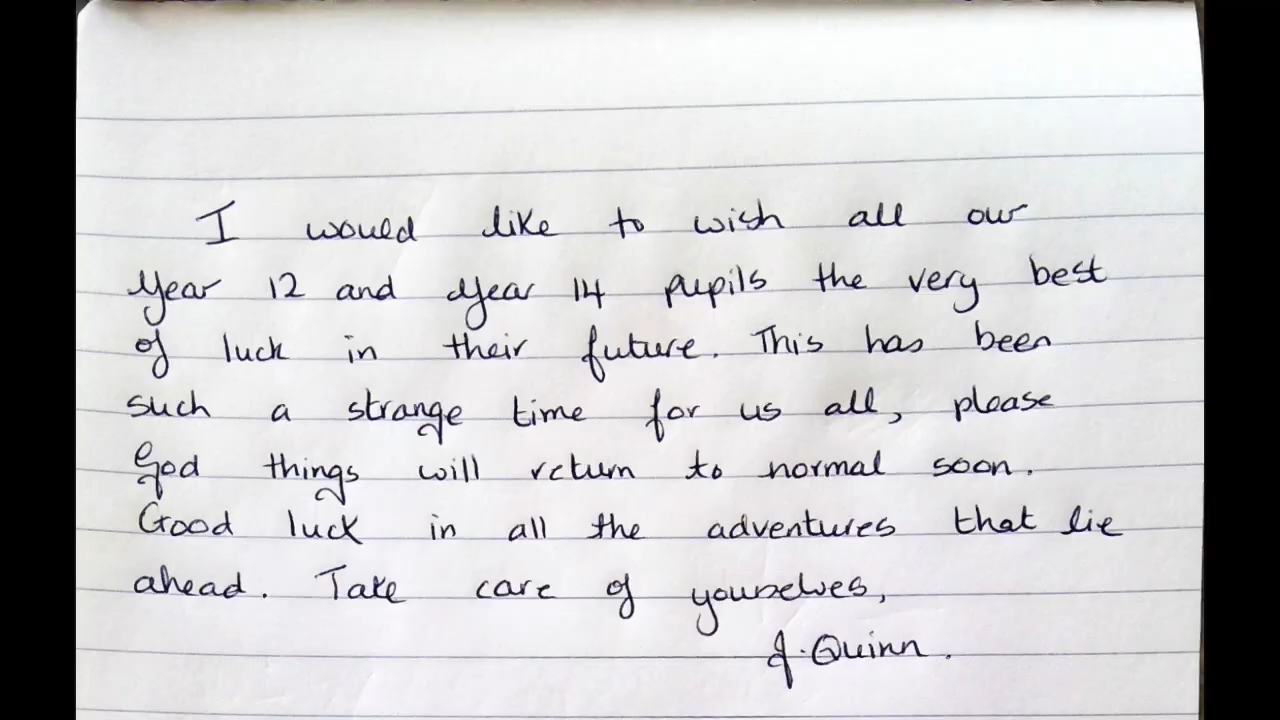 I would like to wish all our
Year 12 and Year 14 pupils the very best
of luck in their future. This has been
such a strange time for us all, please
God things will return to normal soon.
Good luck in all the adventures that lie
ahead. Take care of yourselves,
J. Quinn.